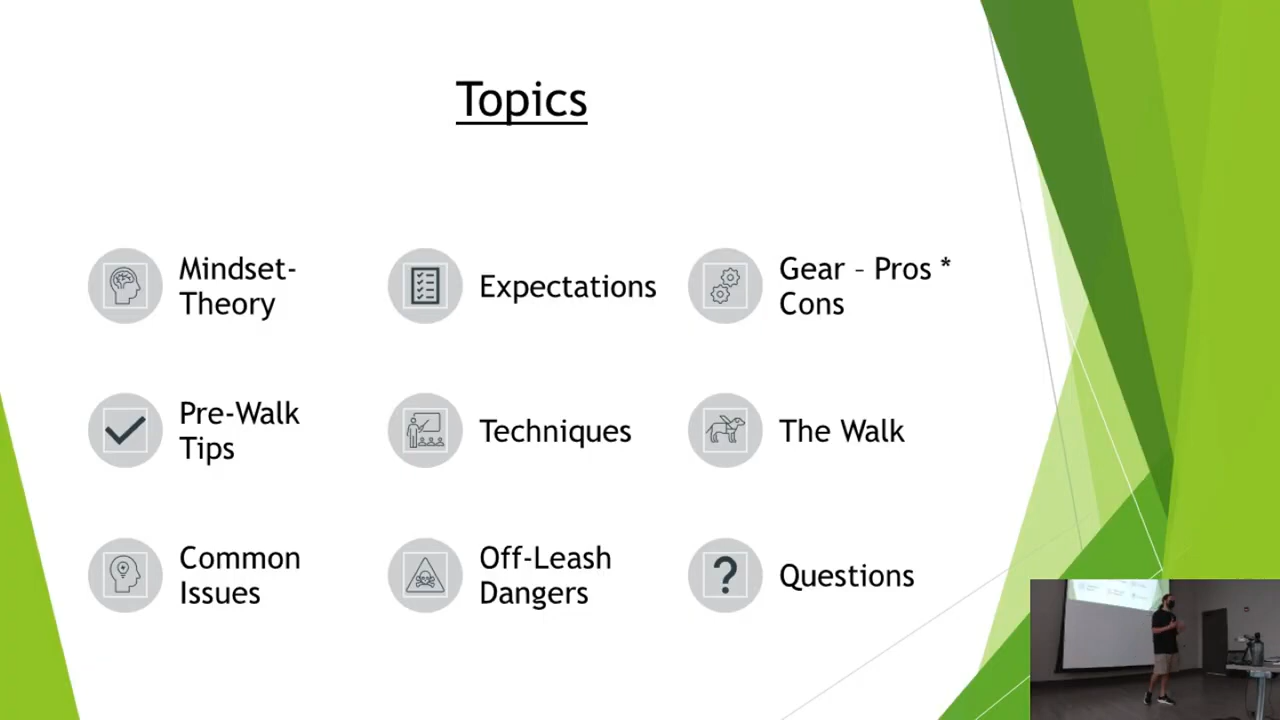 Topics
Mindset-
Theory
Expectations
Gear – Pros *
Cons
Pre-Walk
Tips
Techniques
The Walk
Common
Issues
Off-Leash
Dangers
Questions